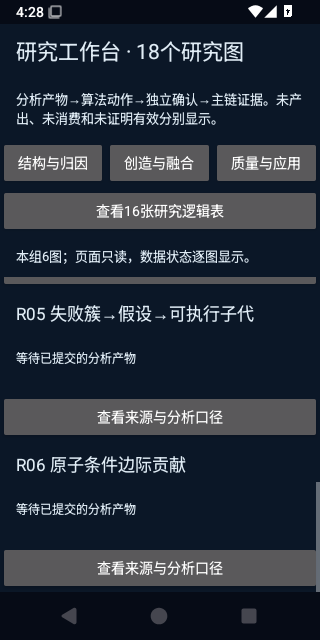 4:28
研究工作台 · 18个研究图
分析产物→算法动作→独立确认→主链证据。未产
出、未消费和未证明有效分别显示。
结构与归因
创造与融合
质量与应用
查看16张研究逻辑表
本组6图；页面只读，数据状态逐图显示。
R05 失败簇→假设→可执行子代
等待已提交的分析产物
查看来源与分析口径
R06 原子条件边际贡献
等待已提交的分析产物
查看来源与分析口径